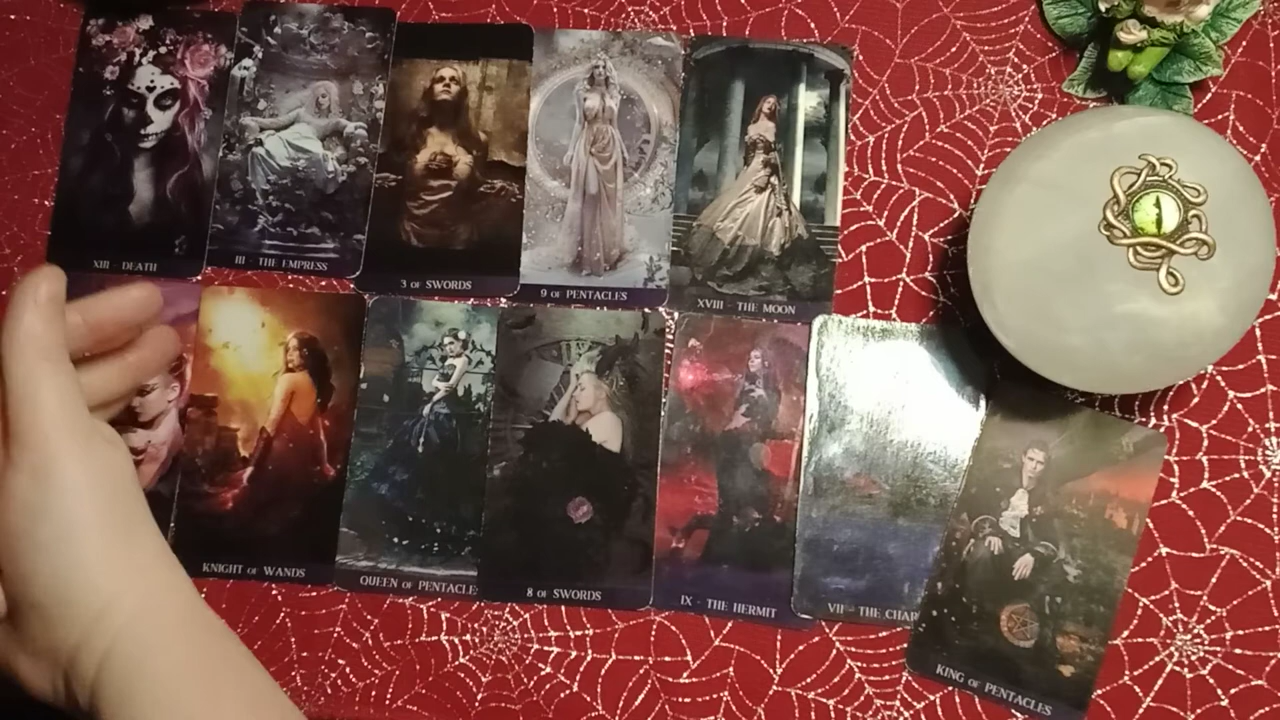 XIII - DEATH
III - THE EMPRESS
3 OF SWORDS
9 OF PENTACLES
XVIII - THE MOON
KNIGHT OF WANDS
QUEEN OF PENTACLE
8 OF SWORDS
IX - THE HERMIT
VII - THE CHAR
KING OF PENTACLES